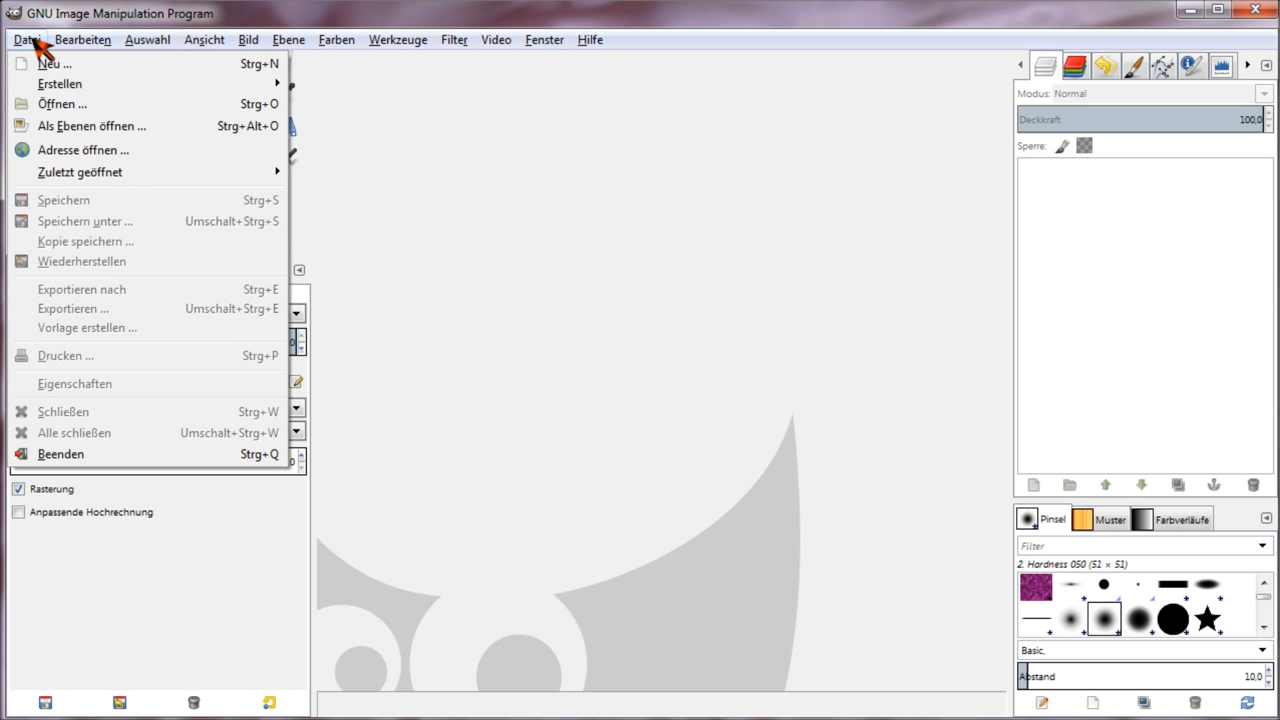 GNU Image Manipulation Program
Datei Bearbeiten Auswahl Ansicht Bild Ebene Farben Werkzeuge Filter Video Fenster Hilfe
Neu ... Strg+N
Erstellen
Öffnen ... Strg+O
Als Ebenen öffnen ... Strg+Alt+O
Adresse öffnen ...
Zuletzt geöffnet
Speichern Strg+S
Speichern unter ... Umschalt+Strg+S
Kopie speichern ...
Wiederherstellen
Exportieren nach Strg+E
Exportieren ... Umschalt+Strg+E
Vorlage erstellen ...
Drucken ... Strg+P
Eigenschaften
Schließen Strg+W
Alle schließen Umschalt+Strg+W
Beenden Strg+Q
Rasterung
Anpassende Hochrechnung
Modus: Normal
Deckkraft 100,0
Sperre:
Pinsel Muster Farbverläufe
Filter
2. Hardness 050 (51 × 51)
Basic,
Abstand 10,0